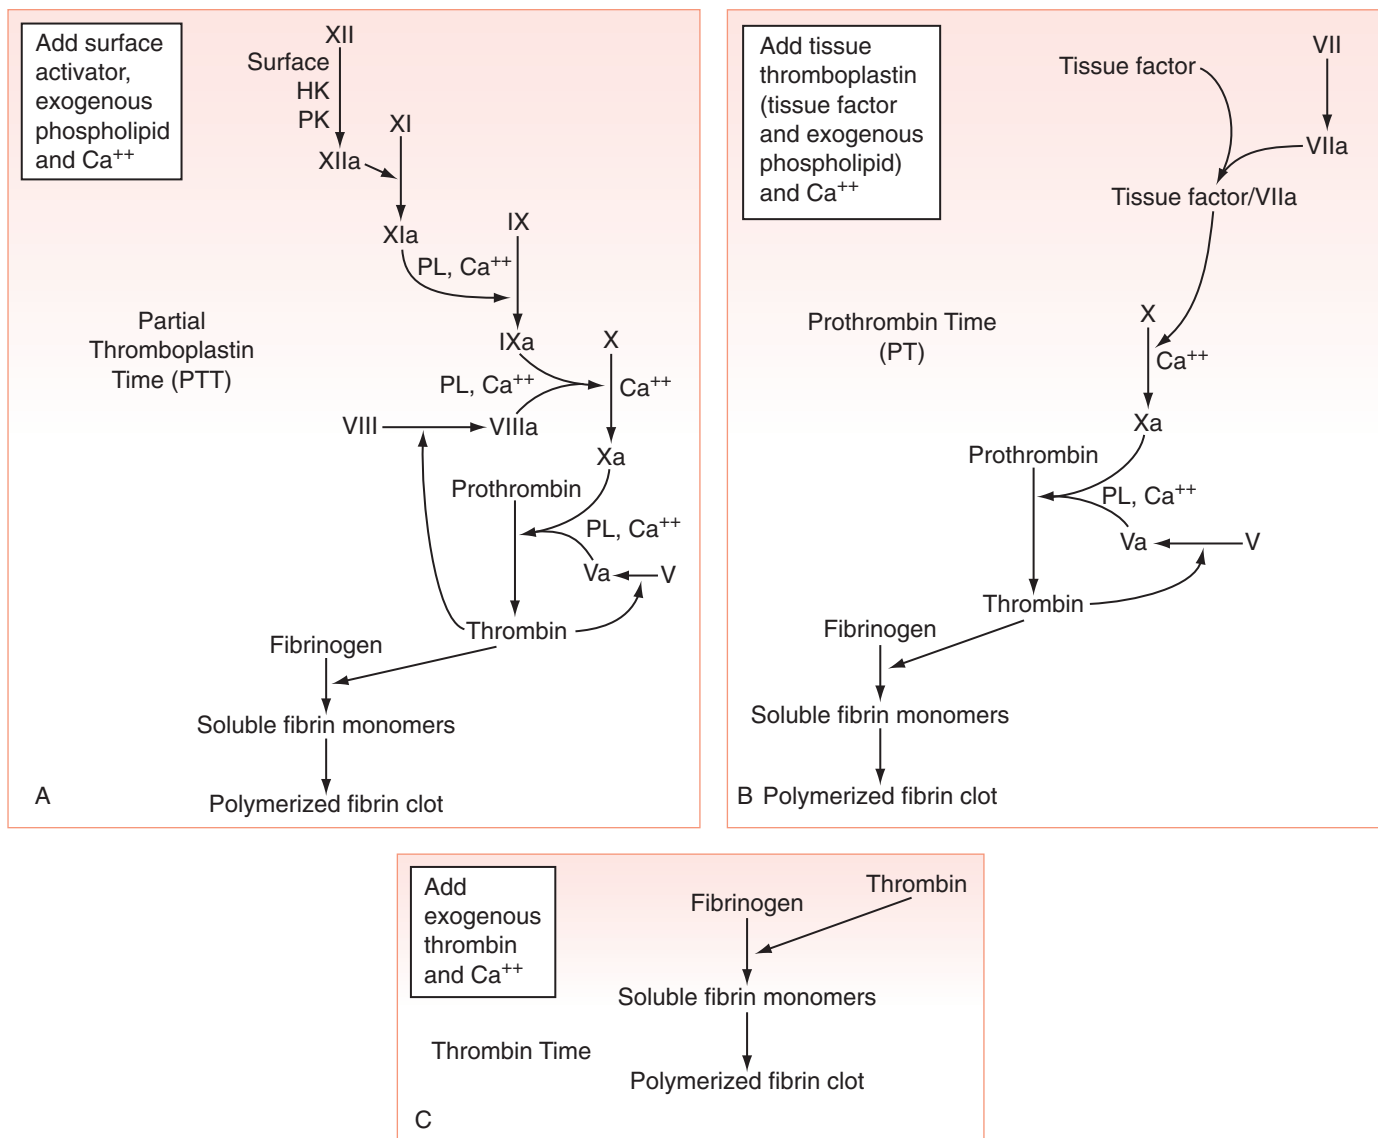 Add surface
activator,
exogenous
phospholipid
and Ca++
XII
Surface
HK
PK
XI
XIIa
XIa
IX
PL, Ca++
Partial
Thromboplastin
Time (PTT)
IXa
X
PL, Ca++
Ca++
VIII
VIIIa
Xa
Prothrombin
PL, Ca++
Va
V
Thrombin
Fibrinogen
Soluble fibrin monomers
Polymerized fibrin clot
A
Add tissue
thromboplastin
(tissue factor
and exogenous
phospholipid)
and Ca++
Tissue factor
VII
VIIa
Tissue factor/VIIa
Prothrombin Time
(PT)
X
Ca++
Xa
Prothrombin
PL, Ca++
Va
V
Thrombin
Fibrinogen
Soluble fibrin monomers
B
Polymerized fibrin clot
Add
exogenous
thrombin
and Ca++
Thrombin
Fibrinogen
Soluble fibrin monomers
Thrombin Time
Polymerized fibrin clot
C